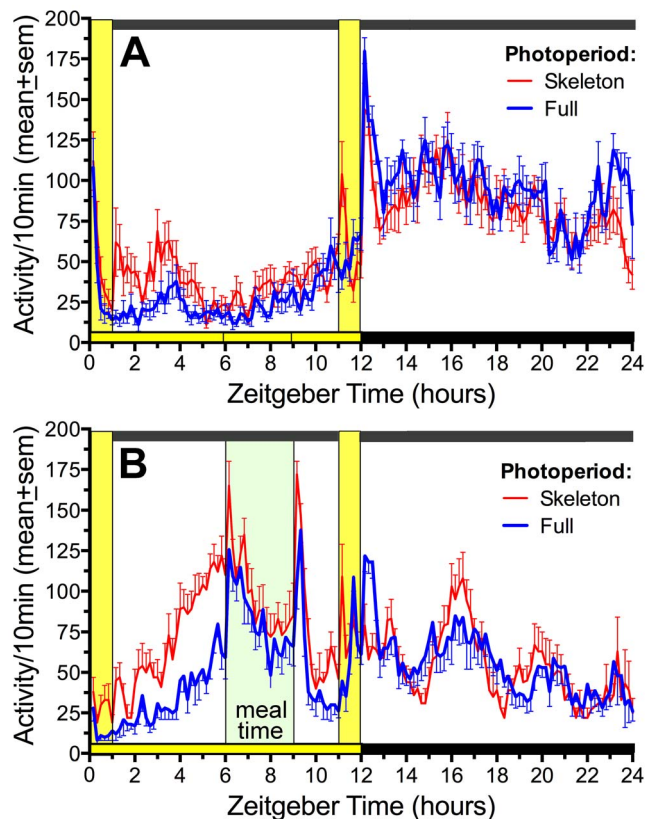 A
Photoperiod:
Skeleton
Full
Activity/10min (mean±sem)
200
175
150
125
100
75
50
25
0
0 2 4 6 8 10 12 14 16 18 20 22 24
Zeitgeber Time (hours)
B
Photoperiod:
Skeleton
Full
meal
time
Activity/10min (mean±sem)
200
175
150
125
100
75
50
25
0
0 2 4 6 8 10 12 14 16 18 20 22 24
Zeitgeber Time (hours)